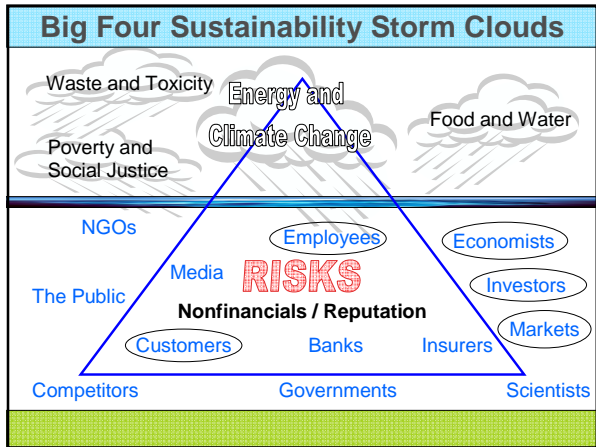 Big Four Sustainability Storm Clouds
Waste and Toxicity
Energy and
Climate Change
Food and Water
Poverty and
Social Justice
NGOs
Employees
Economists
Media
RISKS
The Public
Investors
Nonfinancials / Reputation
Markets
Customers
Banks
Insurers
Competitors
Governments
Scientists